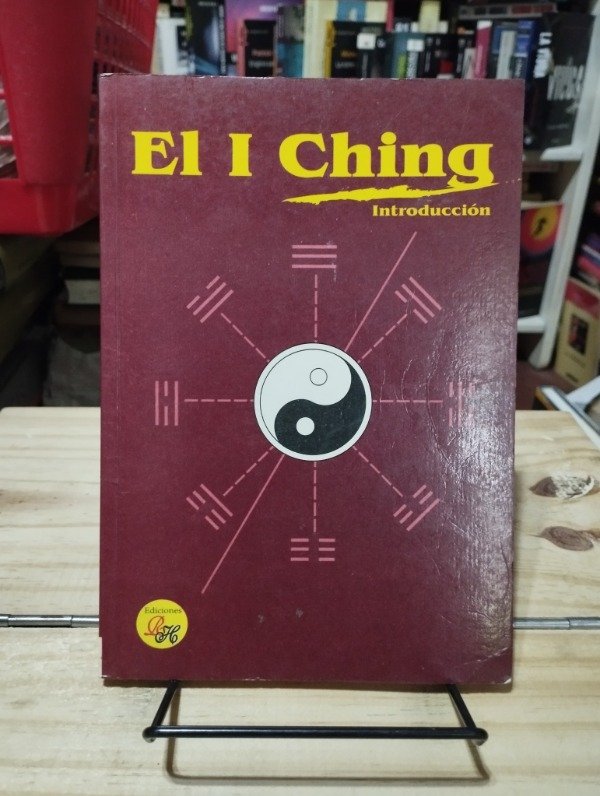 El I Ching
Introducción
Ediciones
RH